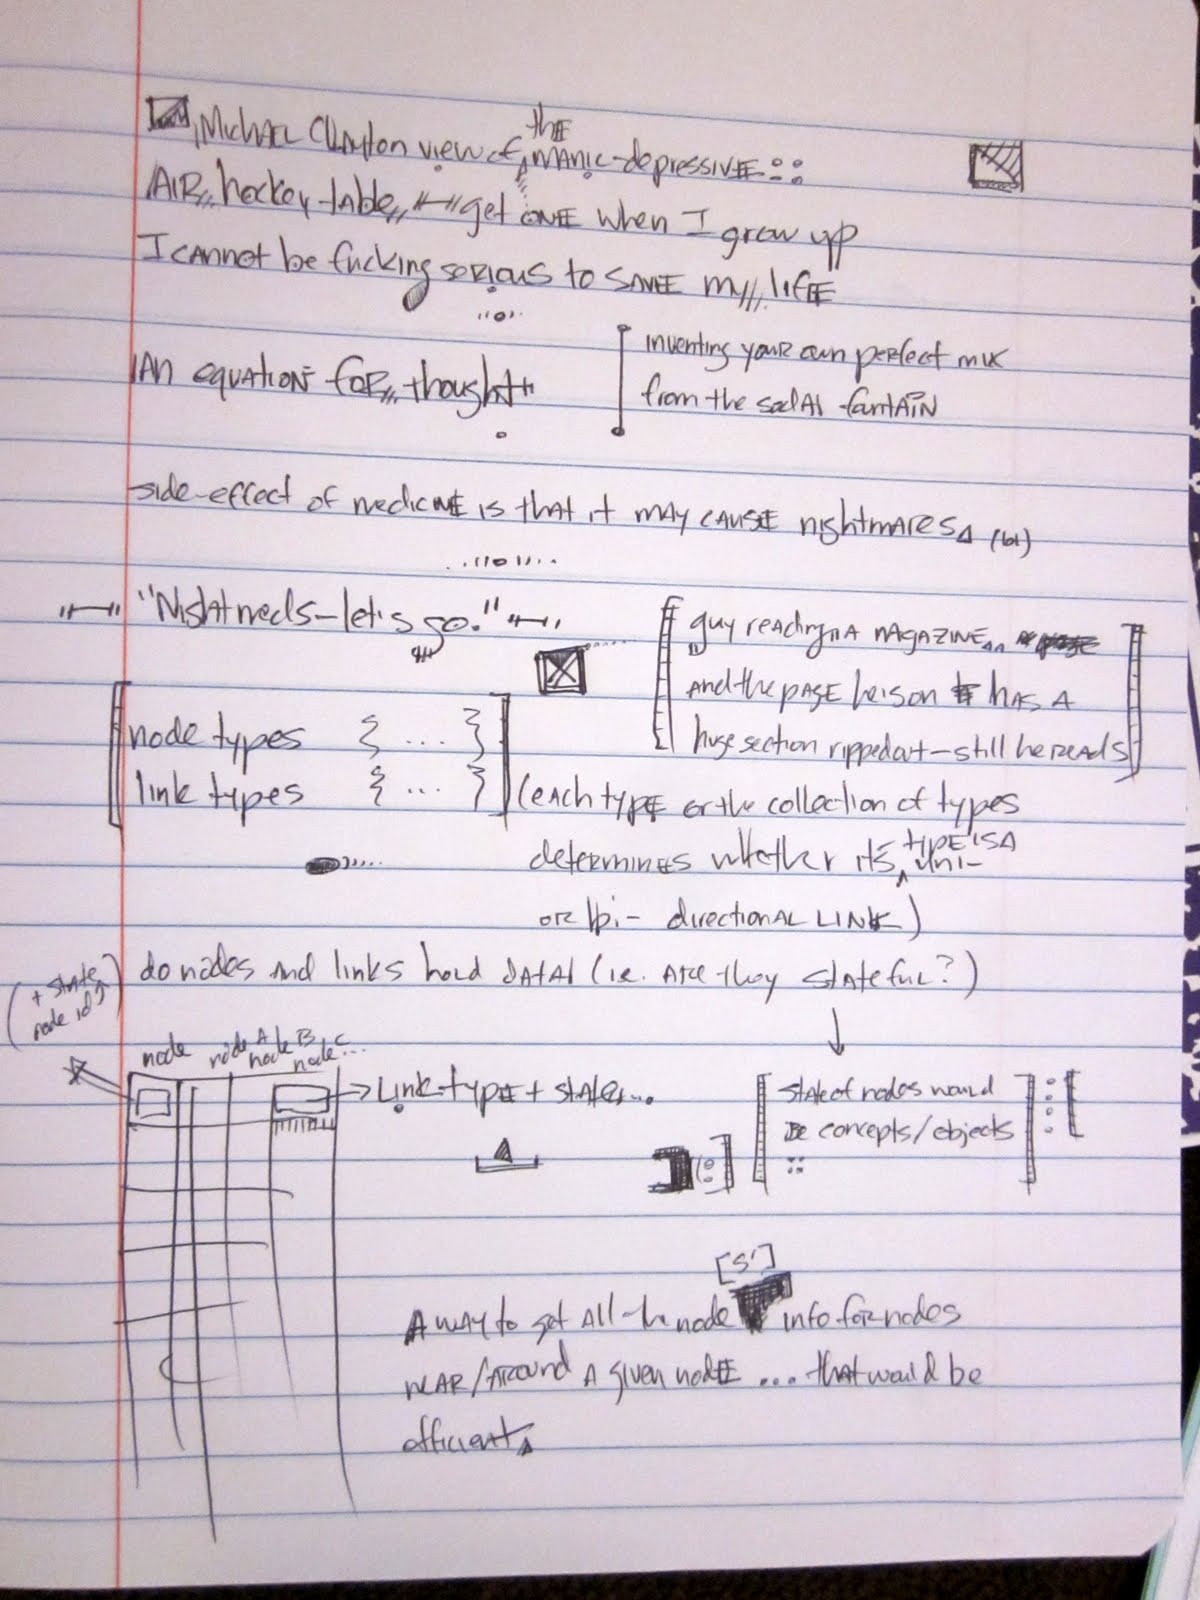 Michael Clayton view of the manic-depressive::
Air hockey table, get one when I grow up
I cannot be fucking serious to save my life
An equation for thought
inventing your own perfect mix
from the social fountain
side-effect of medicine is that it may cause nightmares
"Night meds – let's go."
guy reading a magazine
and the page he is on has a
huge section ripped out – still he reads
node types { ... }
link types { ... }
(each type or the collection of types
determines whether its type is a uni-
or bi- directional link)
do nodes and links hold data (i.e. are they stateful?)
(+ state,
node id)
node node A node B node C...
Link-type + state...
state of nodes would
be concepts/objects
[s']
A way to get all the node info for nodes
near/around a given node ... that would be
efficient